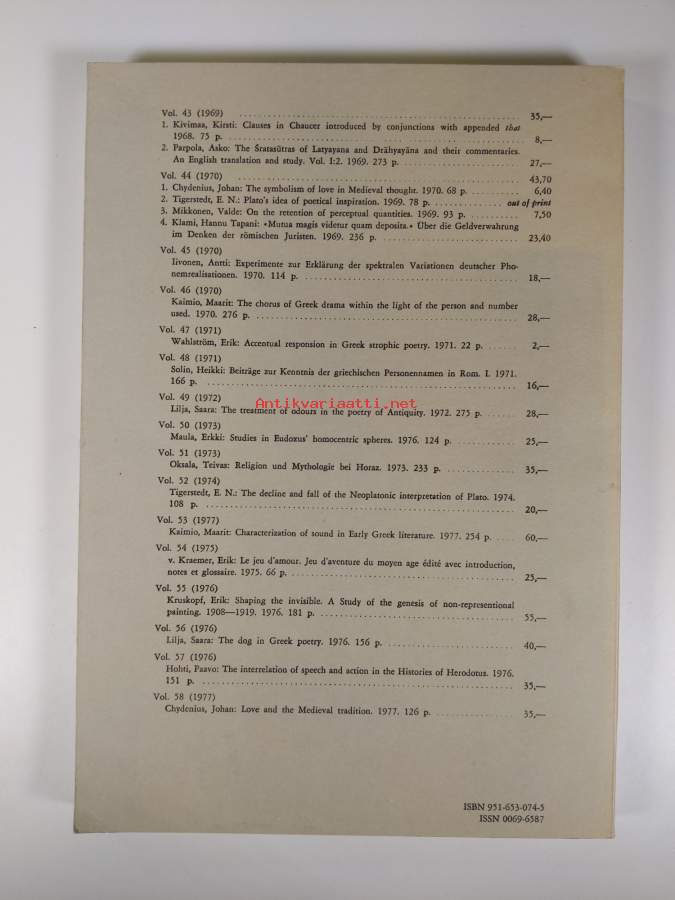 Vol. 43 (1969) 35,—
1. Kivimaa, Kirsti: Clauses in Chaucer introduced by conjunctions with appended that
1968. 75 p. 8,—
2. Parpola, Asko: The Śratasūtras of Latyayana and Drāhyayāna and their commentaries.
An English translation and study. Vol. I:2. 1969. 273 p. 27,—
Vol. 44 (1970) 43,70
1. Chydenius, Johan: The symbolism of love in Medieval thought. 1970. 68 p. 6,40
2. Tigerstedt, E. N.: Plato's idea of poetical inspiration. 1969. 78 p. out of print
3. Mikkonen, Valde: On the retention of perceptual quantities. 1969. 93 p. 7,50
4. Klami, Hannu Tapani: »Mutua magis videtur quam deposita.» Über die Geldverwahrung
im Denken der römischen Juristen. 1969. 236 p. 23,40
Vol. 45 (1970)
Iivonen, Antti: Experimente zur Erklärung der spektralen Variationen deutscher Pho-
nemrealisationen. 1970. 114 p. 18,—
Vol. 46 (1970)
Kaimio, Maarit: The chorus of Greek drama within the light of the person and number
used. 1970. 276 p. 28,—
Vol. 47 (1971)
Wahlström, Erik: Accentual responsion in Greek strophic poetry. 1971. 22 p. 2,—
Vol. 48 (1971)
Solin, Heikki: Beiträge zur Kenntnis der griechischen Personennamen in Rom. I. 1971.
166 p. 16,—
Vol. 49 (1972)
Antikvariaatti.net
Lilja, Saara: The treatment of odours in the poetry of Antiquity. 1972. 275 p. 28,—
Vol. 50 (1973)
Maula, Erkki: Studies in Eudoxus' homocentric spheres. 1976. 124 p. 25,—
Vol. 51 (1973)
Oksala, Teivas: Religion und Mythologie bei Horaz. 1973. 233 p. 35,—
Vol. 52 (1974)
Tigerstedt, E. N.: The decline and fall of the Neoplatonic interpretation of Plato. 1974.
108 p. 20,—
Vol. 53 (1977)
Kaimio, Maarit: Characterization of sound in Early Greek literature. 1977. 254 p. 60,—
Vol. 54 (1975)
v. Kraemer, Erik: Le jeu d'amour. Jeu d'aventure du moyen age édité avec introduction,
notes et glossaire. 1975. 66 p. 25,—
Vol. 55 (1976)
Kruskopf, Erik: Shaping the invisible. A Study of the genesis of non-representional
painting. 1908—1919. 1976. 181 p. 55,—
Vol. 56 (1976)
Lilja, Saara: The dog in Greek poetry. 1976. 156 p. 40,—
Vol. 57 (1976)
Hohti, Paavo: The interrelation of speech and action in the Histories of Herodotus. 1976.
151 p. 35,—
Vol. 58 (1977)
Chydenius, Johan: Love and the Medieval tradition. 1977. 126 p. 35,—
ISBN 951-653-074-5
ISSN 0069-6587